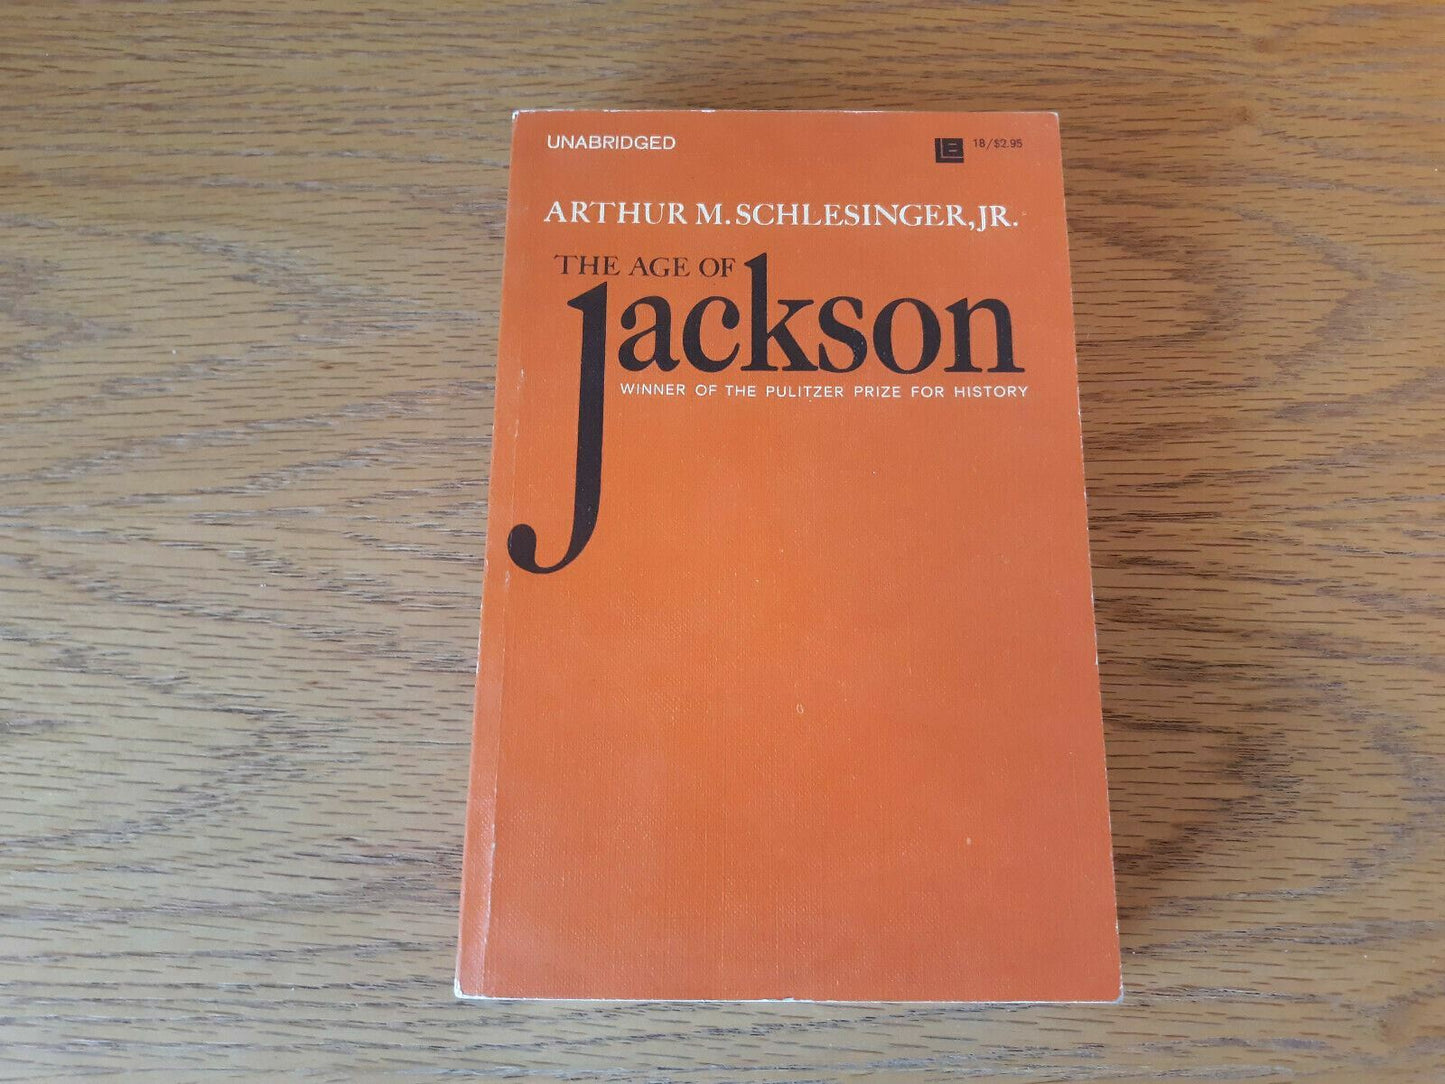 UNABRIDGED
LB 18/$2.95
ARTHUR M. SCHLESINGER, JR.
THE AGE OF
Jackson
WINNER OF THE PULITZER PRIZE FOR HISTORY